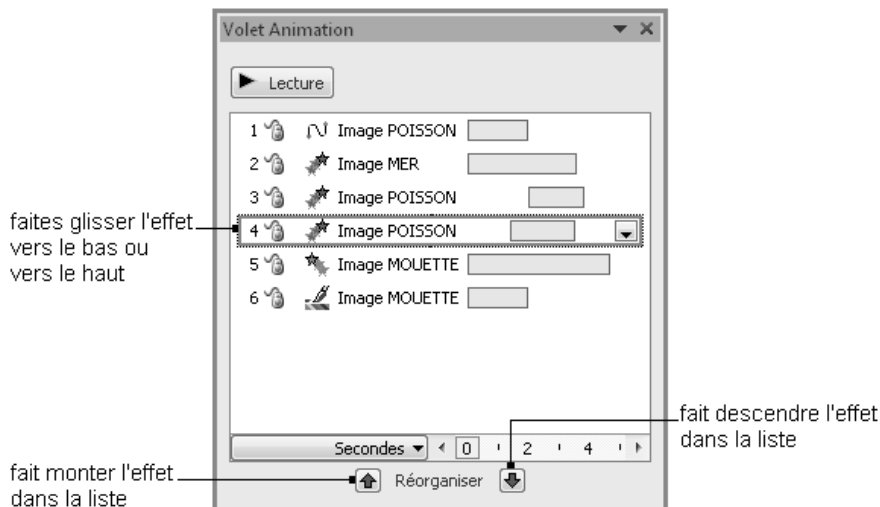 Volet Animation
Lecture
1 Image POISSON
2 Image MER
3 Image POISSON
faites glisser l'effet
vers le bas ou
vers le haut
4 Image POISSON
5 Image MOUETTE
6 Image MOUETTE
fait descendre l'effet
dans la liste
Secondes 0 2 4
fait monter l'effet
dans la liste
Réorganiser